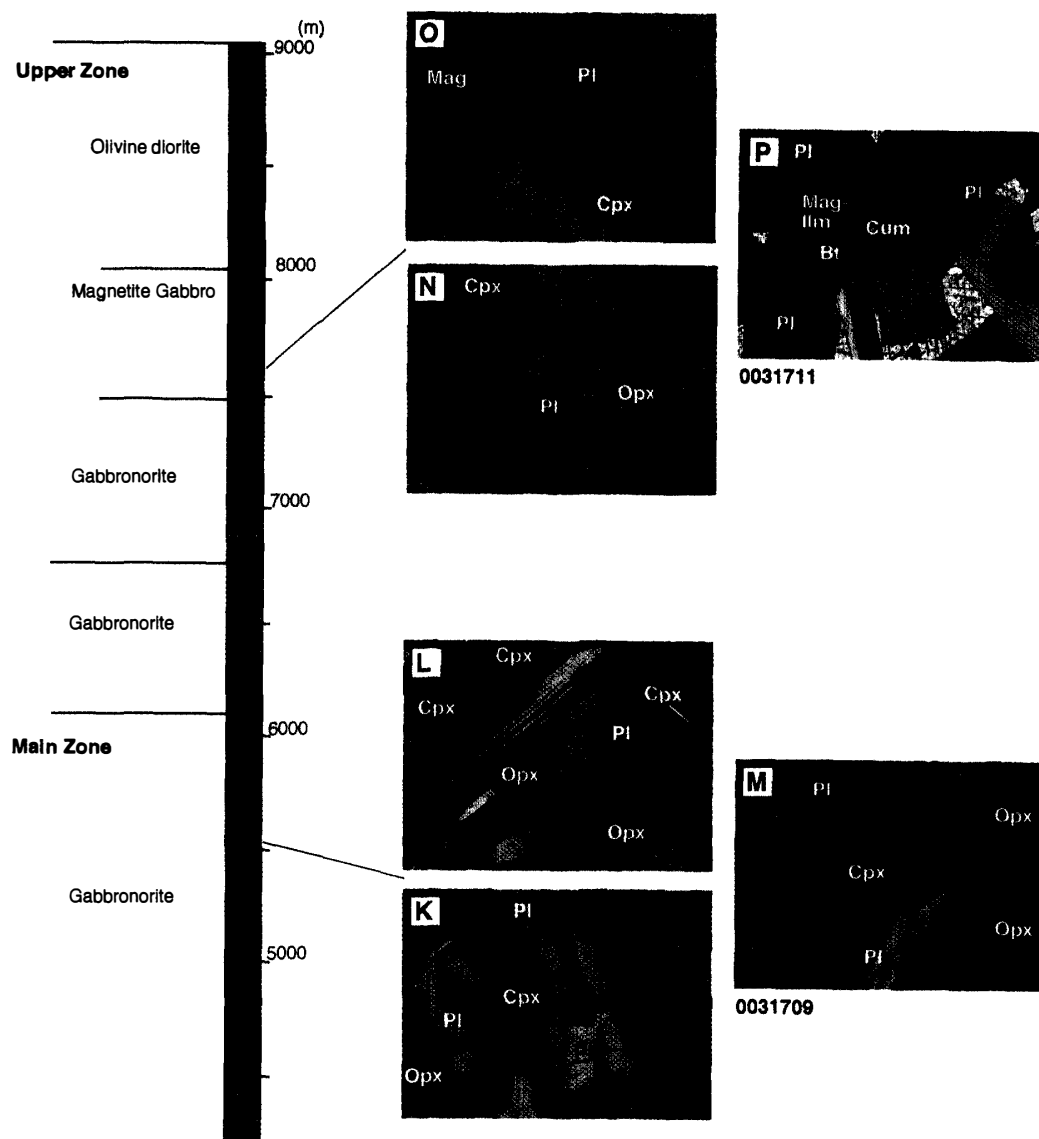 (m)
9000
Upper Zone
Olivine diorite
8000
Magnetite Gabbro
Gabbronorite
7000
Gabbronorite
6000
Main Zone
Gabbronorite
5000
O
Mag
Pl
Cpx
N
Cpx
Pl
Opx
P
Pl
Pl
Mag-
Ilm
Cum
Bt
Pl
0031711
L
Cpx
Cpx
Cpx
Pl
Opx
Opx
K
Pl
Cpx
Pl
Opx
M
Pl
Opx
Cpx
Opx
Pl
0031709